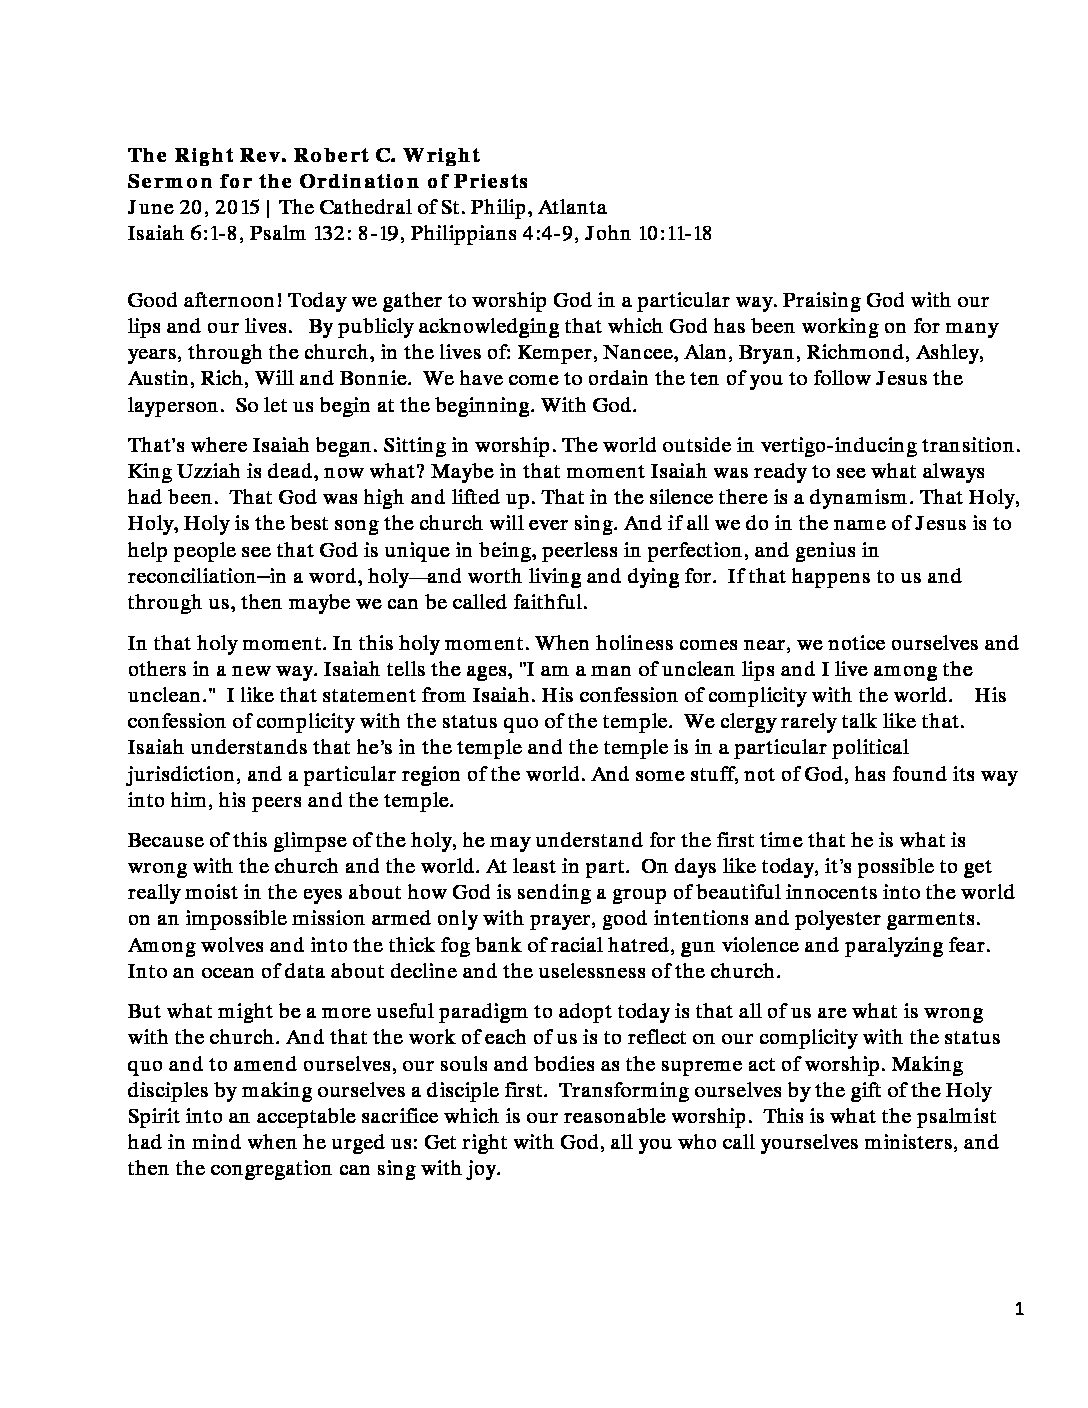 The Right Rev. Robert C. Wright
Sermon for the Ordination of Priests
June 20, 2015 | The Cathedral of St. Philip, Atlanta
Isaiah 6:1-8, Psalm 132: 8-19, Philippians 4:4-9, John 10:11-18
Good afternoon! Today we gather to worship God in a particular way. Praising God with our
lips and our lives.   By publicly acknowledging that which God has been working on for many
years, through the church, in the lives of: Kemper, Nancee, Alan, Bryan, Richmond, Ashley,
Austin, Rich, Will and Bonnie.  We have come to ordain the ten of you to follow Jesus the
layperson.  So let us begin at the beginning. With God.
That’s where Isaiah began. Sitting in worship. The world outside in vertigo-inducing transition.
King Uzziah is dead, now what? Maybe in that moment Isaiah was ready to see what always
had been.  That God was high and lifted up. That in the silence there is a dynamism. That Holy,
Holy, Holy is the best song the church will ever sing. And if all we do in the name of Jesus is to
help people see that God is unique in being, peerless in perfection, and genius in
reconciliation–in a word, holy—and worth living and dying for.  If that happens to us and
through us, then maybe we can be called faithful.
In that holy moment. In this holy moment. When holiness comes near, we notice ourselves and
others in a new way. Isaiah tells the ages, "I am a man of unclean lips and I live among the
unclean."  I like that statement from Isaiah. His confession of complicity with the world.    His
confession of complicity with the status quo of the temple.  We clergy rarely talk like that.
Isaiah understands that he’s in the temple and the temple is in a particular political
jurisdiction, and a particular region of the world. And some stuff, not of God, has found its way
into him, his peers and the temple.
Because of this glimpse of the holy, he may understand for the first time that he is what is
wrong with the church and the world. At least in part.  On days like today, it’s possible to get
really moist in the eyes about how God is sending a group of beautiful innocents into the world
on an impossible mission armed only with prayer, good intentions and polyester garments.
Among wolves and into the thick fog bank of racial hatred, gun violence and paralyzing fear.
Into an ocean of data about decline and the uselessness of the church.
But what might be a more useful paradigm to adopt today is that all of us are what is wrong
with the church. And that the work of each of us is to reflect on our complicity with the status
quo and to amend ourselves, our souls and bodies as the supreme act of worship. Making
disciples by making ourselves a disciple first.  Transforming ourselves by the gift of the Holy
Spirit into an acceptable sacrifice which is our reasonable worship.  This is what the psalmist
had in mind when he urged us: Get right with God, all you who call yourselves ministers, and
then the congregation can sing with joy.
1